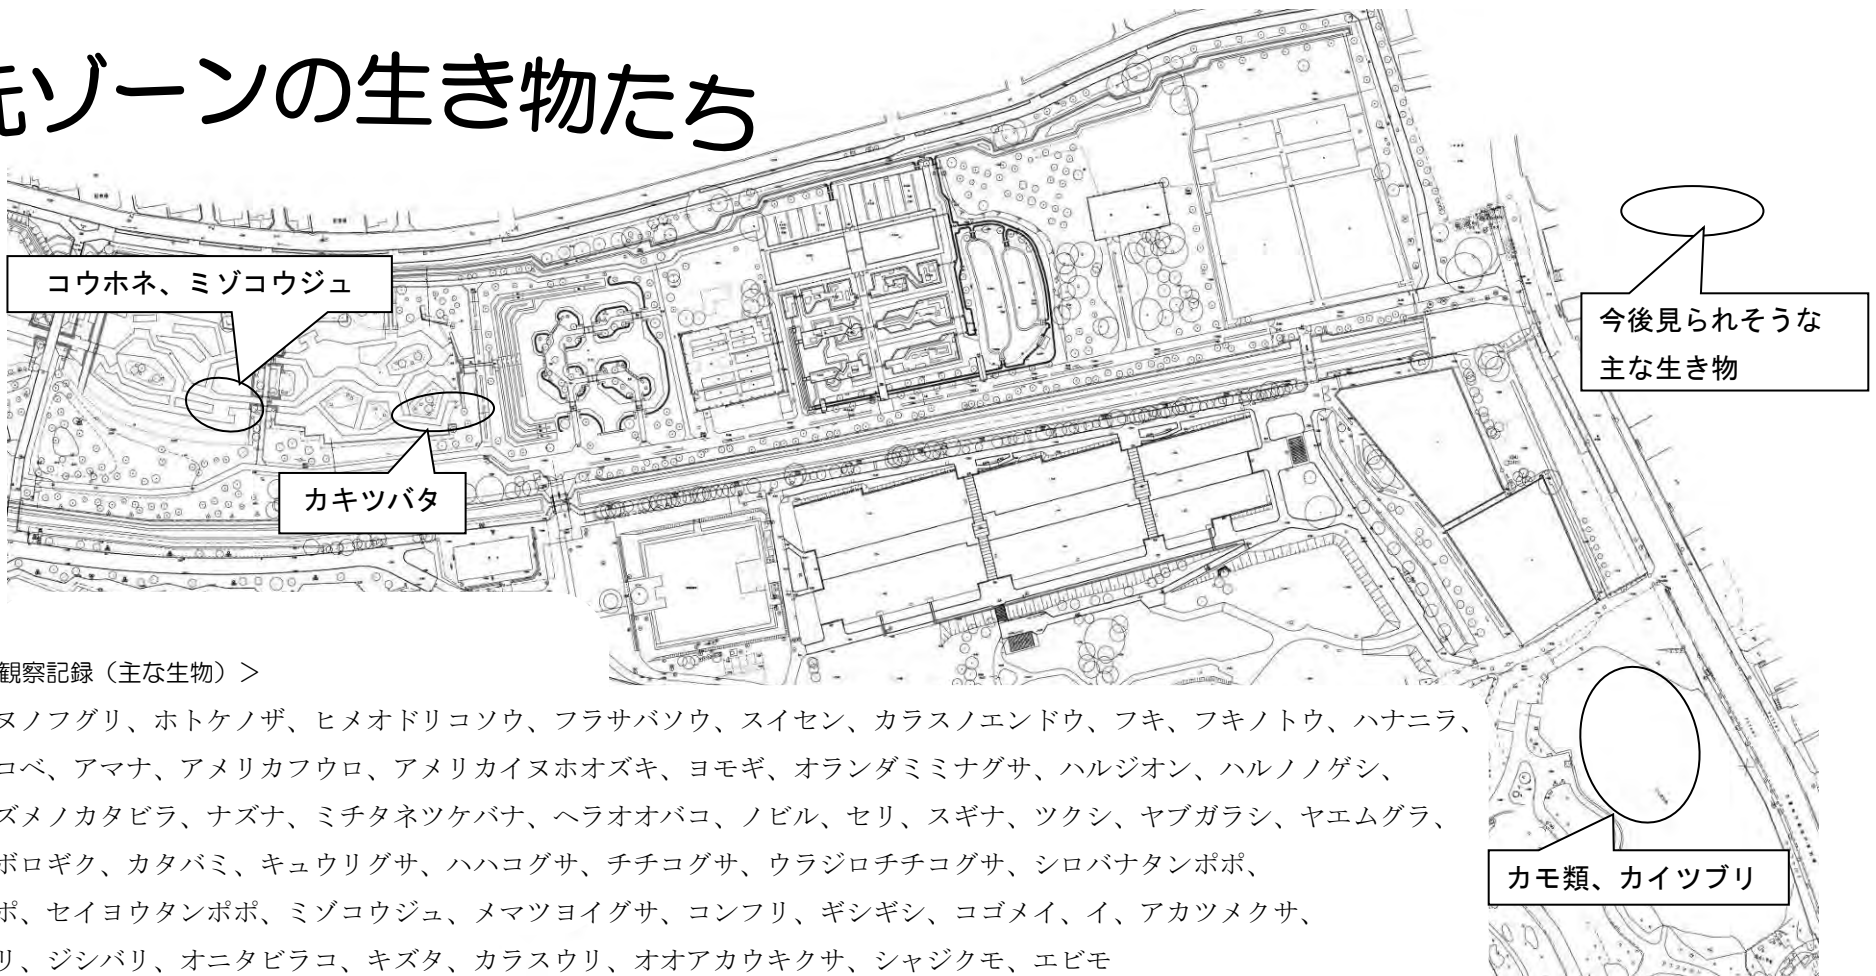 ゾーンの生き物たち
コウホネ、ミゾコウジュ
カキツバタ
今後見られそうな
主な生き物
カモ類、カイツブリ
観察記録（主な生物）＞
ヌノフグリ、ホトケノザ、ヒメオドリコソウ、フラサバソウ、スイセン、カラスノエンドウ、フキ、フキノトウ、ハナニラ、
コベ、アマナ、アメリカフウロ、アメリカイヌホオズキ、ヨモギ、オランダミミナグサ、ハルジオン、ハルノノゲシ、
ズメノカタビラ、ナズナ、ミチタネツケバナ、ヘラオオバコ、ノビル、セリ、スギナ、ツクシ、ヤブガラシ、ヤエムグラ、
ボロギク、カタバミ、キュウリグサ、ハハコグサ、チチコグサ、ウラジロチチコグサ、シロバナタンポポ、
ポ、セイヨウタンポポ、ミゾコウジュ、メマツヨイグサ、コンフリ、ギシギシ、コゴメイ、イ、アカツメクサ、
リ、ジシバリ、オニタビラコ、キズタ、カラスウリ、オオアカウキクサ、シャジクモ、エビモ